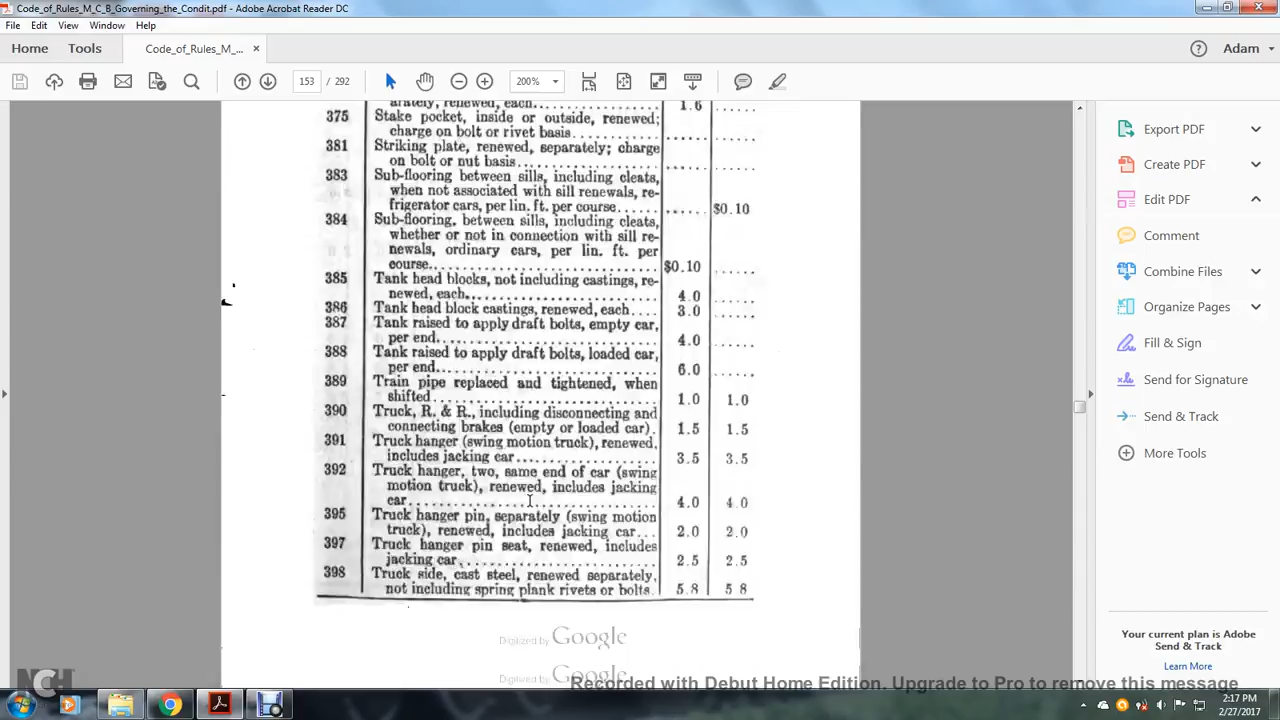 Code_of_Rules_M_C_B_Governing_the_Condit.pdf - Adobe Acrobat Reader DC
File Edit View Window Help
Home Tools Code_of_Rules_M_... × Adam
153 / 292 200%
arately, renewed, each............ 1.6 ......
375 Stake pocket, inside or outside, renewed;
charge on bolt or rivet basis............ ...... ......
381 Striking plate, renewed, separately; charge
on bolt or nut basis.................... ...... ......
383 Sub-flooring between sills, including cleats,
when not associated with sill renewals, re-
frigerator cars, per lin. ft. per course...... ...... $0.10
384 Sub-flooring, between sills, including cleats,
whether or not in connection with sill re-
newals, ordinary cars, per lin. ft. per
course................................ $0.10 ......
385 Tank head blocks, not including castings, re-
newed, each........................... 4.0 ......
386 Tank head block castings, renewed, each.... 3.0 ......
387 Tank raised to apply draft bolts, empty car,
per end............................... 4.0 ......
388 Tank raised to apply draft bolts, loaded car,
per end............................... 6.0 ......
389 Train pipe replaced and tightened, when
shifted............................... 1.0 1.0
390 Truck, R. & R., including disconnecting and
connecting brakes (empty or loaded car). 1.5 1.5
391 Truck hanger (swing motion truck), renewed,
includes jacking car.................... 3.5 3.5
392 Truck hanger, two, same end of car (swing
motion truck), renewed, includes jacking
car................................... 4.0 4.0
395 Truck hanger pin, separately (swing motion
truck), renewed, includes jacking car... 2.0 2.0
397 Truck hanger pin seat, renewed, includes
jacking car............................ 2.5 2.5
398 Truck side, cast steel, renewed separately,
not including spring plank rivets or bolts. 5.8 5 8
Digitized by Google
Digitized by Google
Export PDF
Create PDF
Edit PDF
Comment
Combine Files
Organize Pages
Fill & Sign
Send for Signature
Send & Track
More Tools
Your current plan is Adobe
Send & Track
Learn More
NCH
Recorded with Debut Home Edition. Upgrade to Pro to remove this message
2:17 PM
2/27/2017